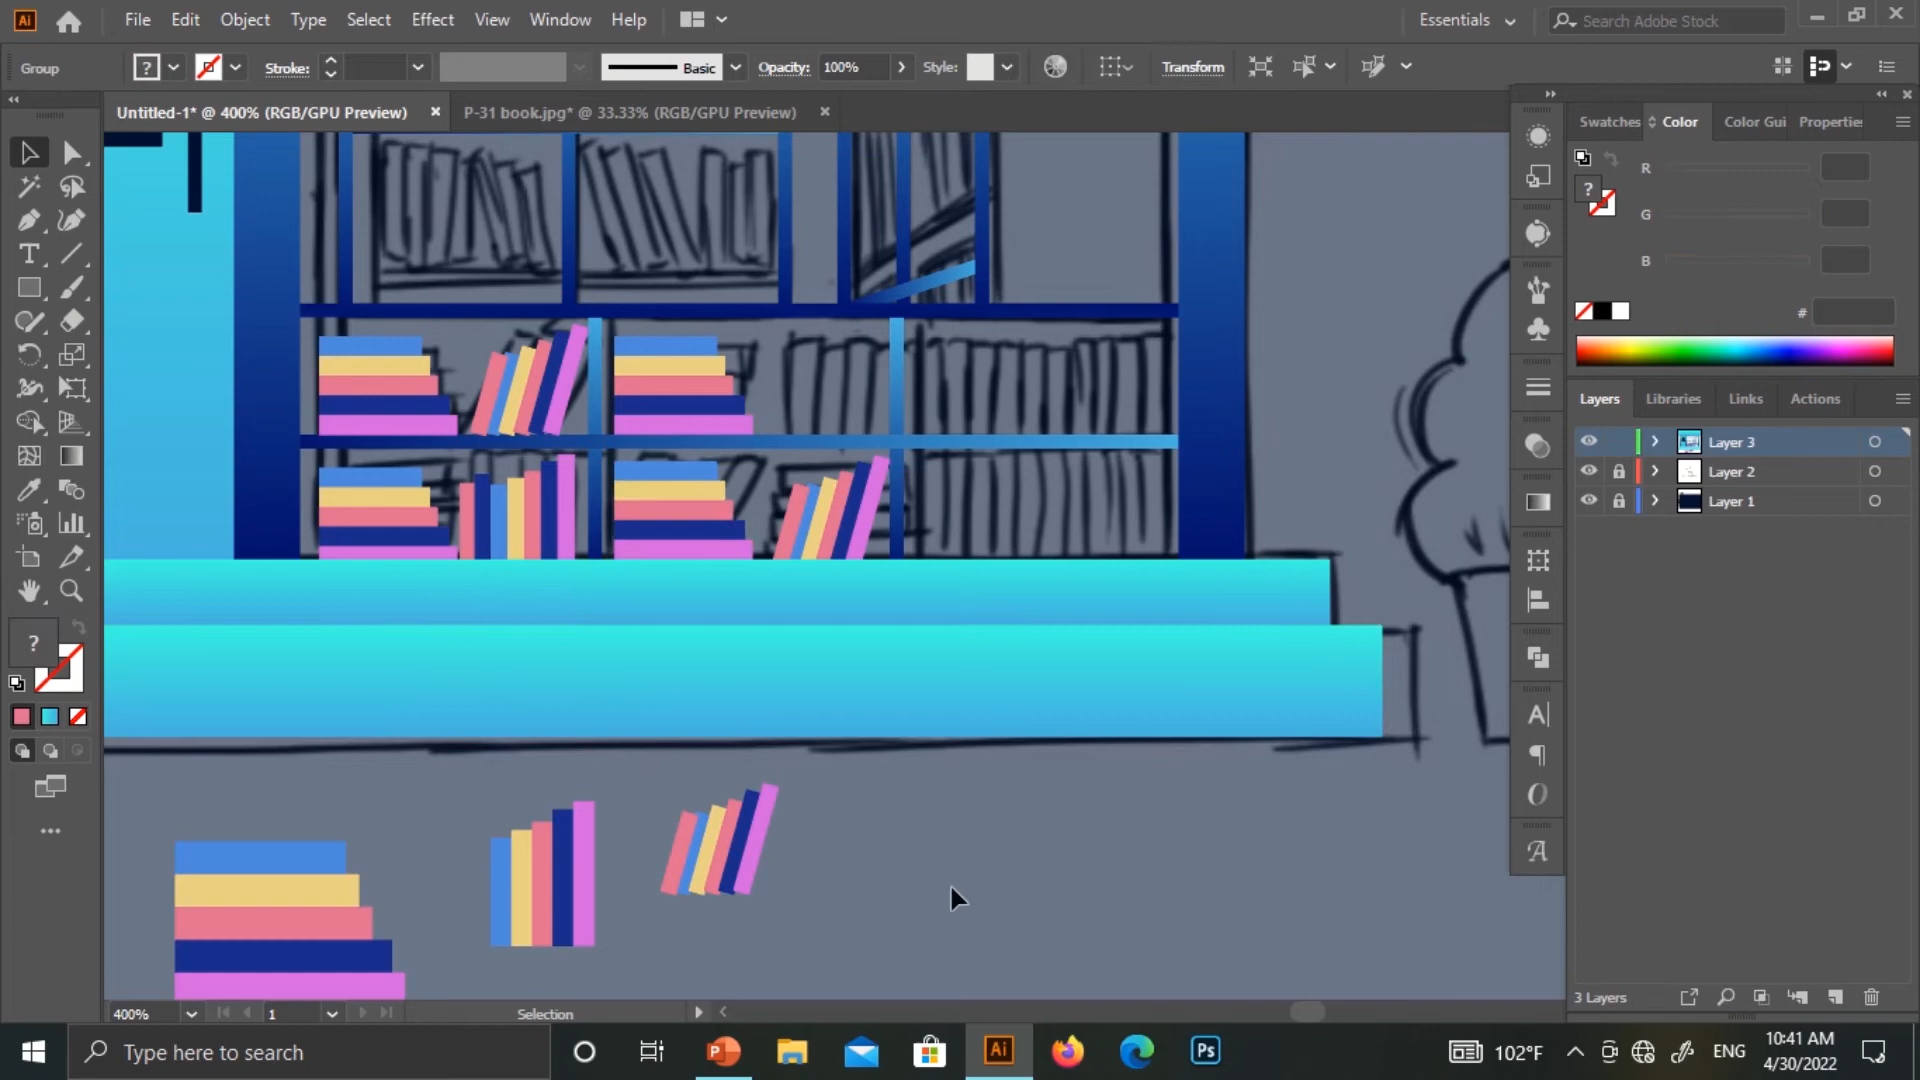 Ai File Edit Object Type Select Effect View Window Help Essentials Search Adobe Stock
Group ? Stroke: Basic Opacity: 100% Style: Transform
Untitled-1* @ 400% (RGB/GPU Preview) × P-31 book.jpg* @ 33.33% (RGB/GPU Preview) ×
Swatches Color Color Gui Propertie
R
? G
B
#
Layers Libraries Links Actions
Layer 3
Layer 2
Layer 1
?
3 Layers
400% 1 Selection
Type here to search P Ai Ps 102°F ENG 10:41 AM
4/30/2022